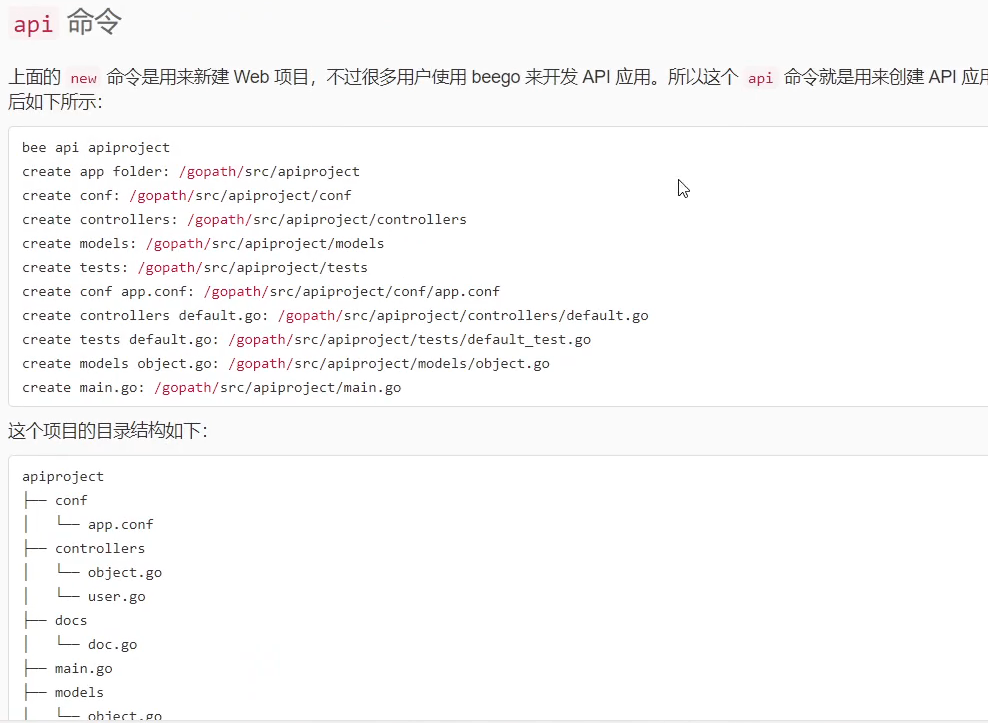 api 命令
上面的 new 命令是用来新建 Web 项目，不过很多用户使用 beego 来开发 API 应用。所以这个 api 命令就是用来创建 API 应用
后如下所示：
bee api apiproject
create app folder: /gopath/src/apiproject
create conf: /gopath/src/apiproject/conf
create controllers: /gopath/src/apiproject/controllers
create models: /gopath/src/apiproject/models
create tests: /gopath/src/apiproject/tests
create conf app.conf: /gopath/src/apiproject/conf/app.conf
create controllers default.go: /gopath/src/apiproject/controllers/default.go
create tests default.go: /gopath/src/apiproject/tests/default_test.go
create models object.go: /gopath/src/apiproject/models/object.go
create main.go: /gopath/src/apiproject/main.go
这个项目的目录结构如下：
apiproject
├── conf
│   └── app.conf
├── controllers
│   └── object.go
│   └── user.go
├── docs
│   └── doc.go
├── main.go
├── models
│   └── object.go